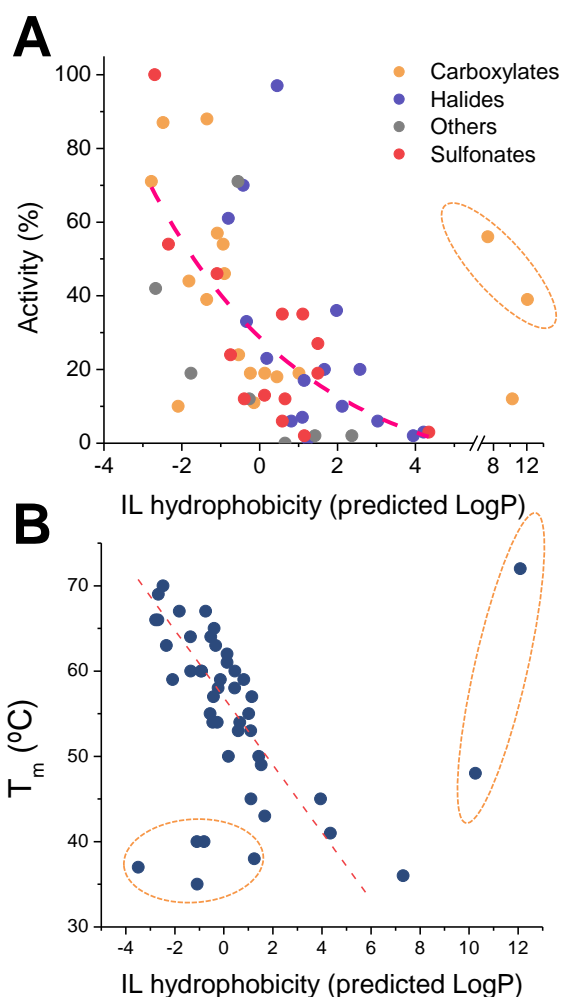 A
Carboxylates
Halides
Others
Sulfonates
Activity (%)
100
80
60
40
20
0
-4 -2 0 2 4 8 12
IL hydrophobicity (predicted LogP)
B
Tm (ºC)
70
60
50
40
30
-4 -2 0 2 4 6 8 10 12
IL hydrophobicity (predicted LogP)